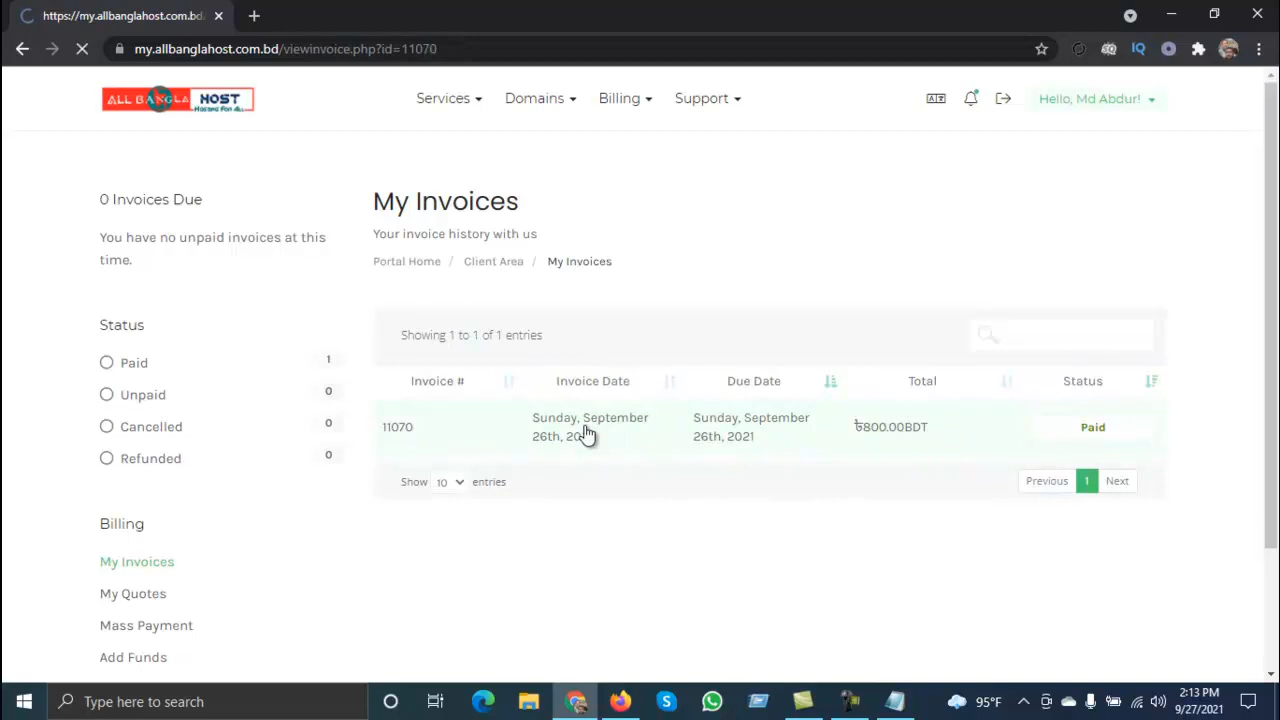 https://my.allbanglahost.com.bd/
my.allbanglahost.com.bd/viewinvoice.php?id=11070
IQ
ALL BANGLA HOST
Hosting For All...
Services
Domains
Billing
Support
Hello, Md Abdur!
0 Invoices Due
You have no unpaid invoices at this
time.
Status
Paid 1
Unpaid 0
Cancelled 0
Refunded 0
Billing
My Invoices
My Quotes
Mass Payment
Add Funds
My Invoices
Your invoice history with us
Portal Home / Client Area / My Invoices
Showing 1 to 1 of 1 entries
Invoice # Invoice Date Due Date Total Status
11070 Sunday, September Sunday, September ৳800.00BDT Paid
26th, 20 26th, 2021
Show 10 entries Previous 1 Next
Type here to search
95°F
2:13 PM
9/27/2021